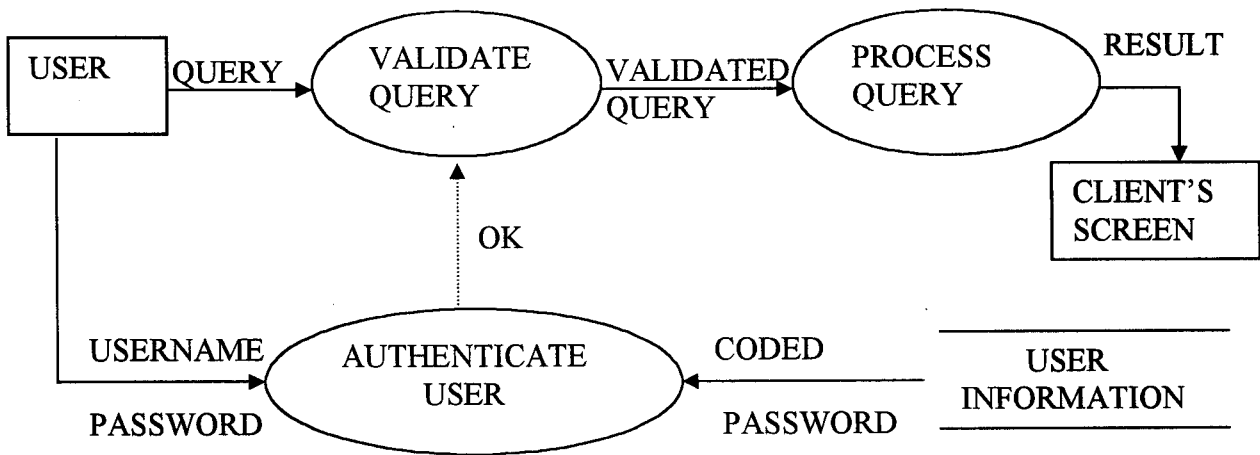 USER
QUERY
VALIDATE
QUERY
VALIDATED
QUERY
PROCESS
QUERY
RESULT
CLIENT'S
SCREEN
OK
USERNAME
PASSWORD
AUTHENTICATE
USER
CODED
PASSWORD
USER
INFORMATION